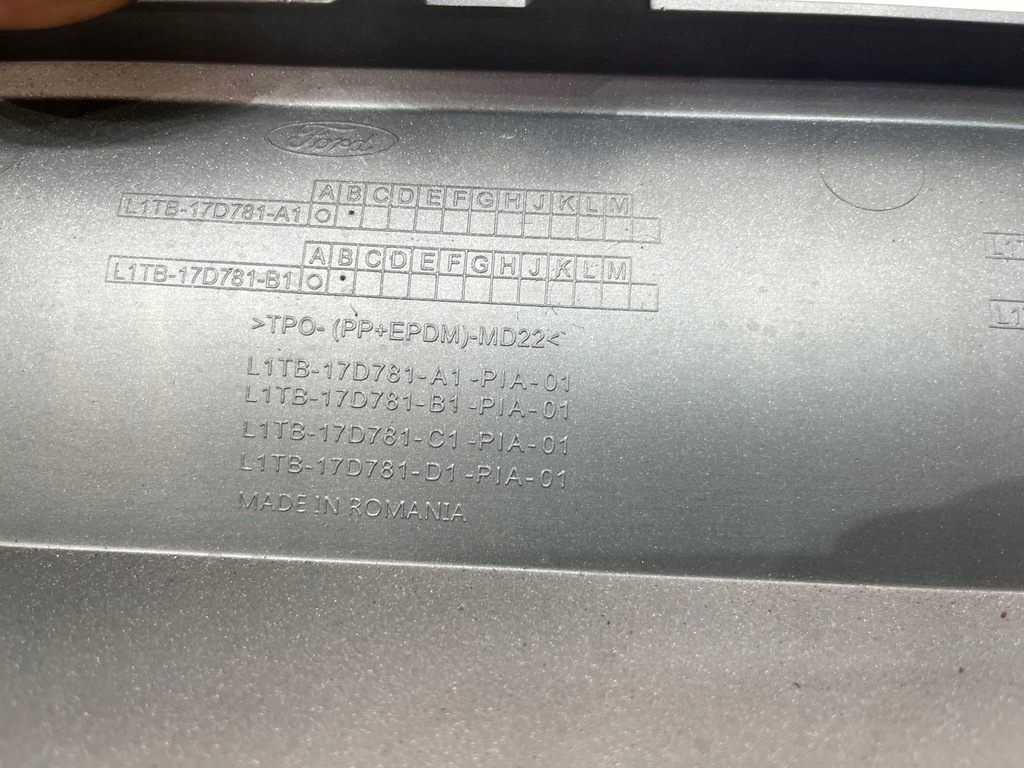 Ford
A B C D E F G H J K L M
L1TB-17D781-A1
A B C D E F G H J K L M
L1TB-17D781-B1
>TPO-(PP+EPDM)-MD22<
L1TB-17D781-A1-PIA-01
L1TB-17D781-B1-PIA-01
L1TB-17D781-C1-PIA-01
L1TB-17D781-D1-PIA-01
MADE IN ROMANIA